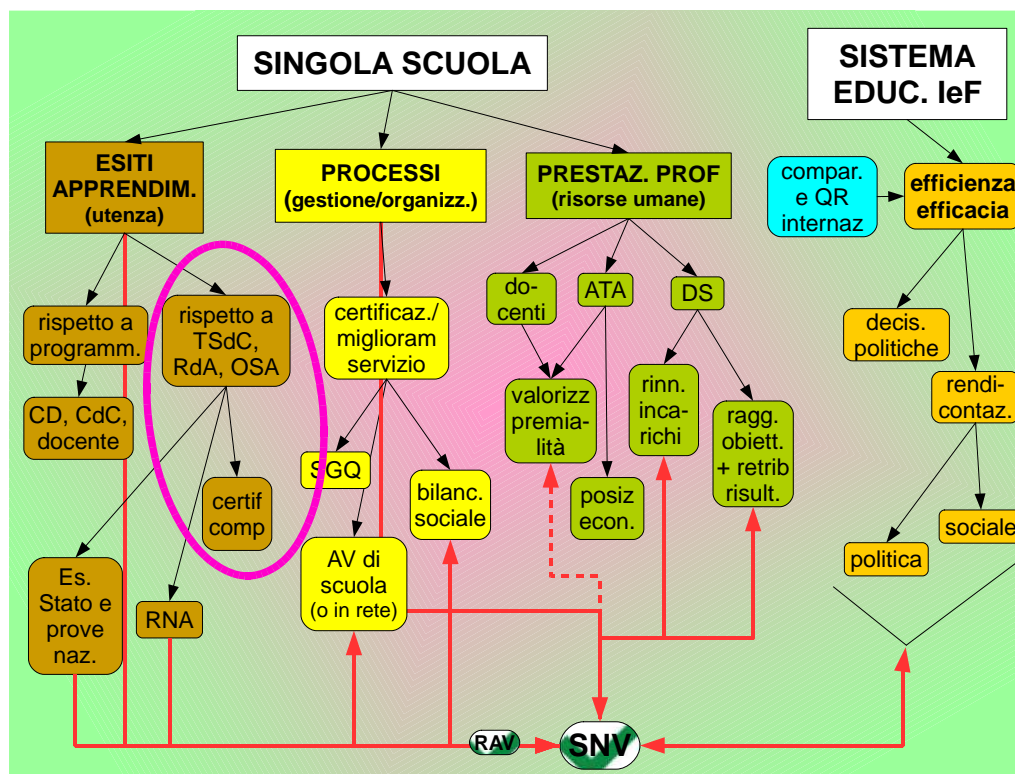 SINGOLA SCUOLA
SISTEMA
EDUC. IeF
ESITI
APPRENDIM.
(utenza)
PROCESSI
(gestione/organizz.)
PRESTAZ. PROF
(risorse umane)
compar.
e QR
internaz
efficienza
efficacia
rispetto a
programm.
rispetto a
TSdC,
RdA, OSA
certificaz./
miglioram
servizio
do-
centi
ATA
DS
decis.
politiche
CD, CdC,
docente
valorizz
premia-
lità
rinn.
inca-
richi
ragg.
obiett.
+ retrib
risult.
rendi-
contaz.
SGQ
certif
comp
bilanc.
sociale
posiz
econ.
sociale
politica
Es.
Stato e
prove
naz.
RNA
AV di
scuola
(o in rete)
RAV
SNV